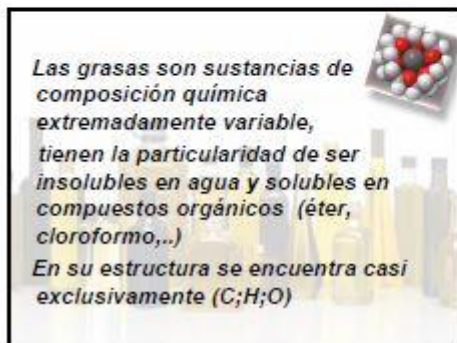 Las grasas son sustancias de
composición química
extremadamente variable,
tienen la particularidad de ser
insolubles en agua y solubles en
compuestos orgánicos (éter,
cloroformo,..)
En su estructura se encuentra casi
exclusivamente (C;H;O)